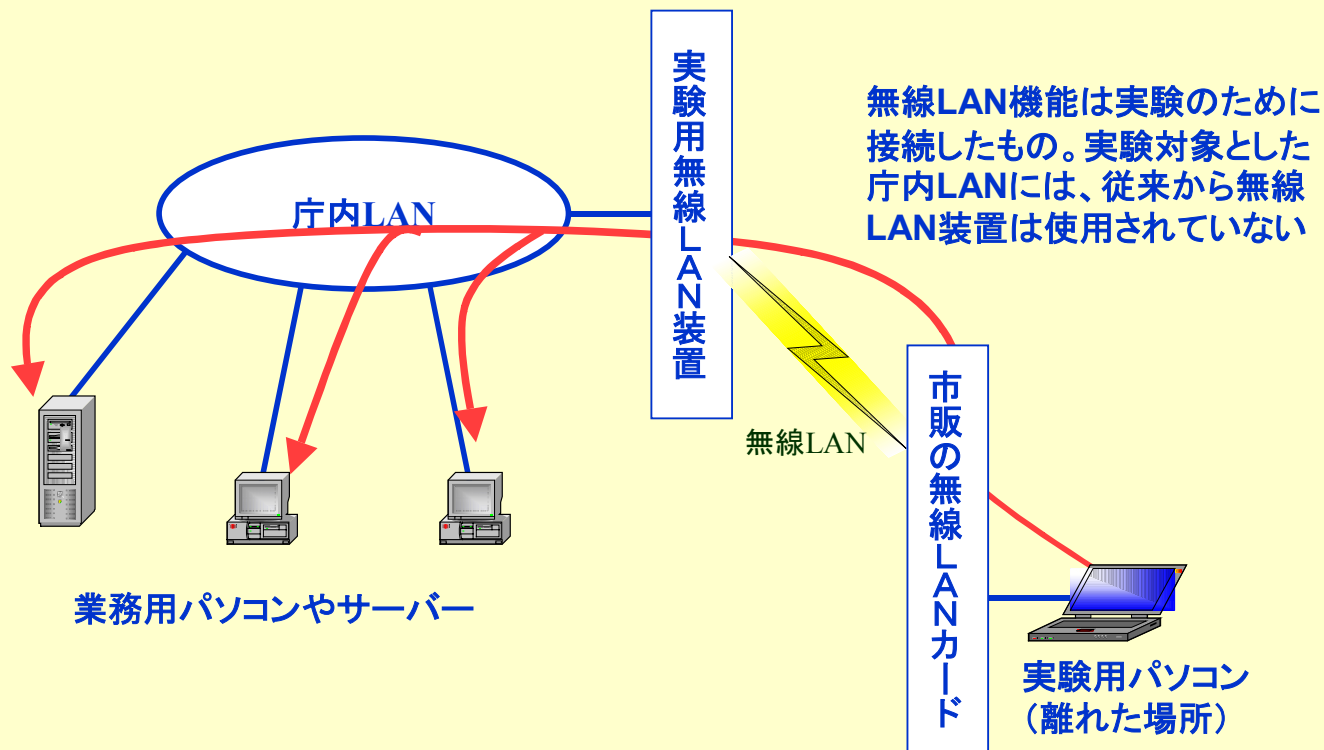 実験用無線LAN装置
無線LAN機能は実験のために
接続したもの。実験対象とした
庁内LANには、従来から無線
LAN装置は使用されていない
庁内LAN
無線LAN
市販の無線LANカード
業務用パソコンやサーバー
実験用パソコン
（離れた場所）